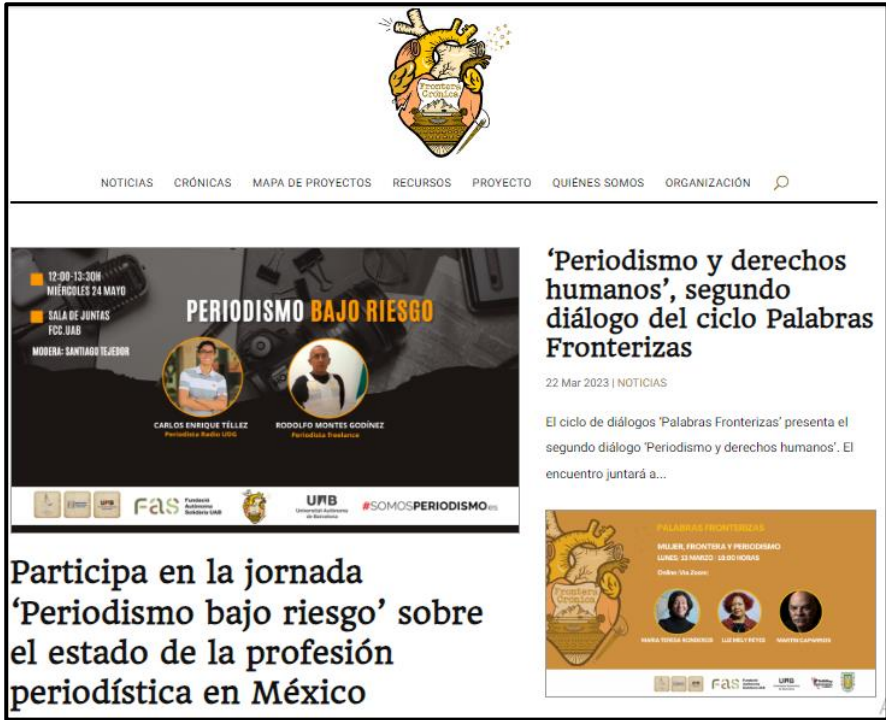 Frontera
Crónica
NOTICIAS CRÓNICAS MAPA DE PROYECTOS RECURSOS PROYECTO QUIÉNES SOMOS ORGANIZACIÓN
12:00-13:30H
MIÉRCOLES 24 MAYO
SALA DE JUNTAS
FCC.UAB
MODERA: SANTIAGO TEJEDOR
PERIODISMO BAJO RIESGO
CARLOS ENRIQUE TÉLLEZ
Periodista Radio UDG
RODOLFO MONTES GODÍNEZ
Periodista freelance
FAS Fundació
Autònoma
Solidària UAB
UAB
Universitat Autònoma
de Barcelona
#SOMOSPERIODISMO.es
Participa en la jornada
‘Periodismo bajo riesgo’ sobre
el estado de la profesión
periodística en México
‘Periodismo y derechos
humanos’, segundo
diálogo del ciclo Palabras
Fronterizas
22 Mar 2023 | NOTICIAS
El ciclo de diálogos ‘Palabras Fronterizas’ presenta el
segundo diálogo ‘Periodismo y derechos humanos’. El
encuentro juntará a...
PALABRAS FRONTERIZAS
MUJER, FRONTERA Y PERIODISMO
LUNES, 13 MARZO - 18:00 HORAS
Online: Via Zoom:
Frontera
Crónica
MARIA TERESA RONDEROS LUZ MELY REYES MARTÍN CAPARRÓS
FAS
UAB